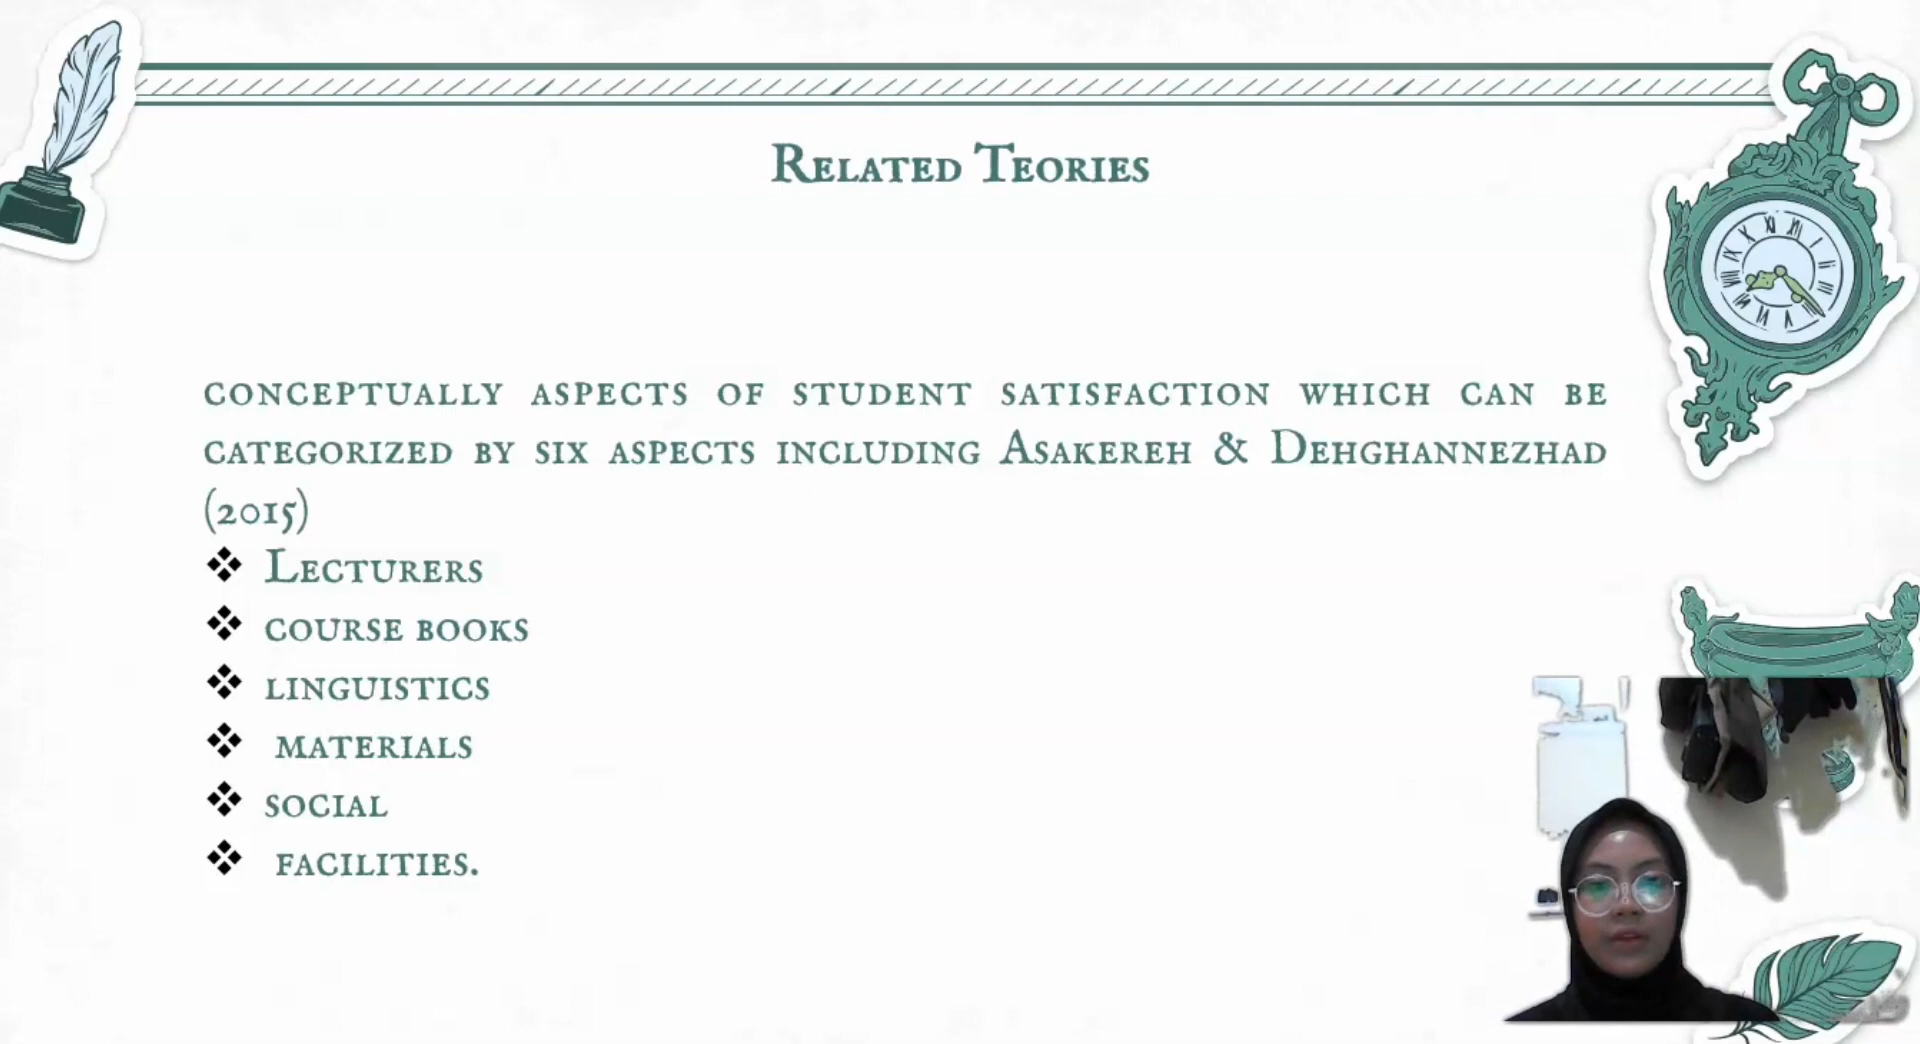 Related Teories
conceptually aspects of student satisfaction which can be
categorized by six aspects including Asakereh & Dehghannezhad
(2015)
❖ Lecturers
❖ course books
❖ linguistics
❖ materials
❖ social
❖ facilities.